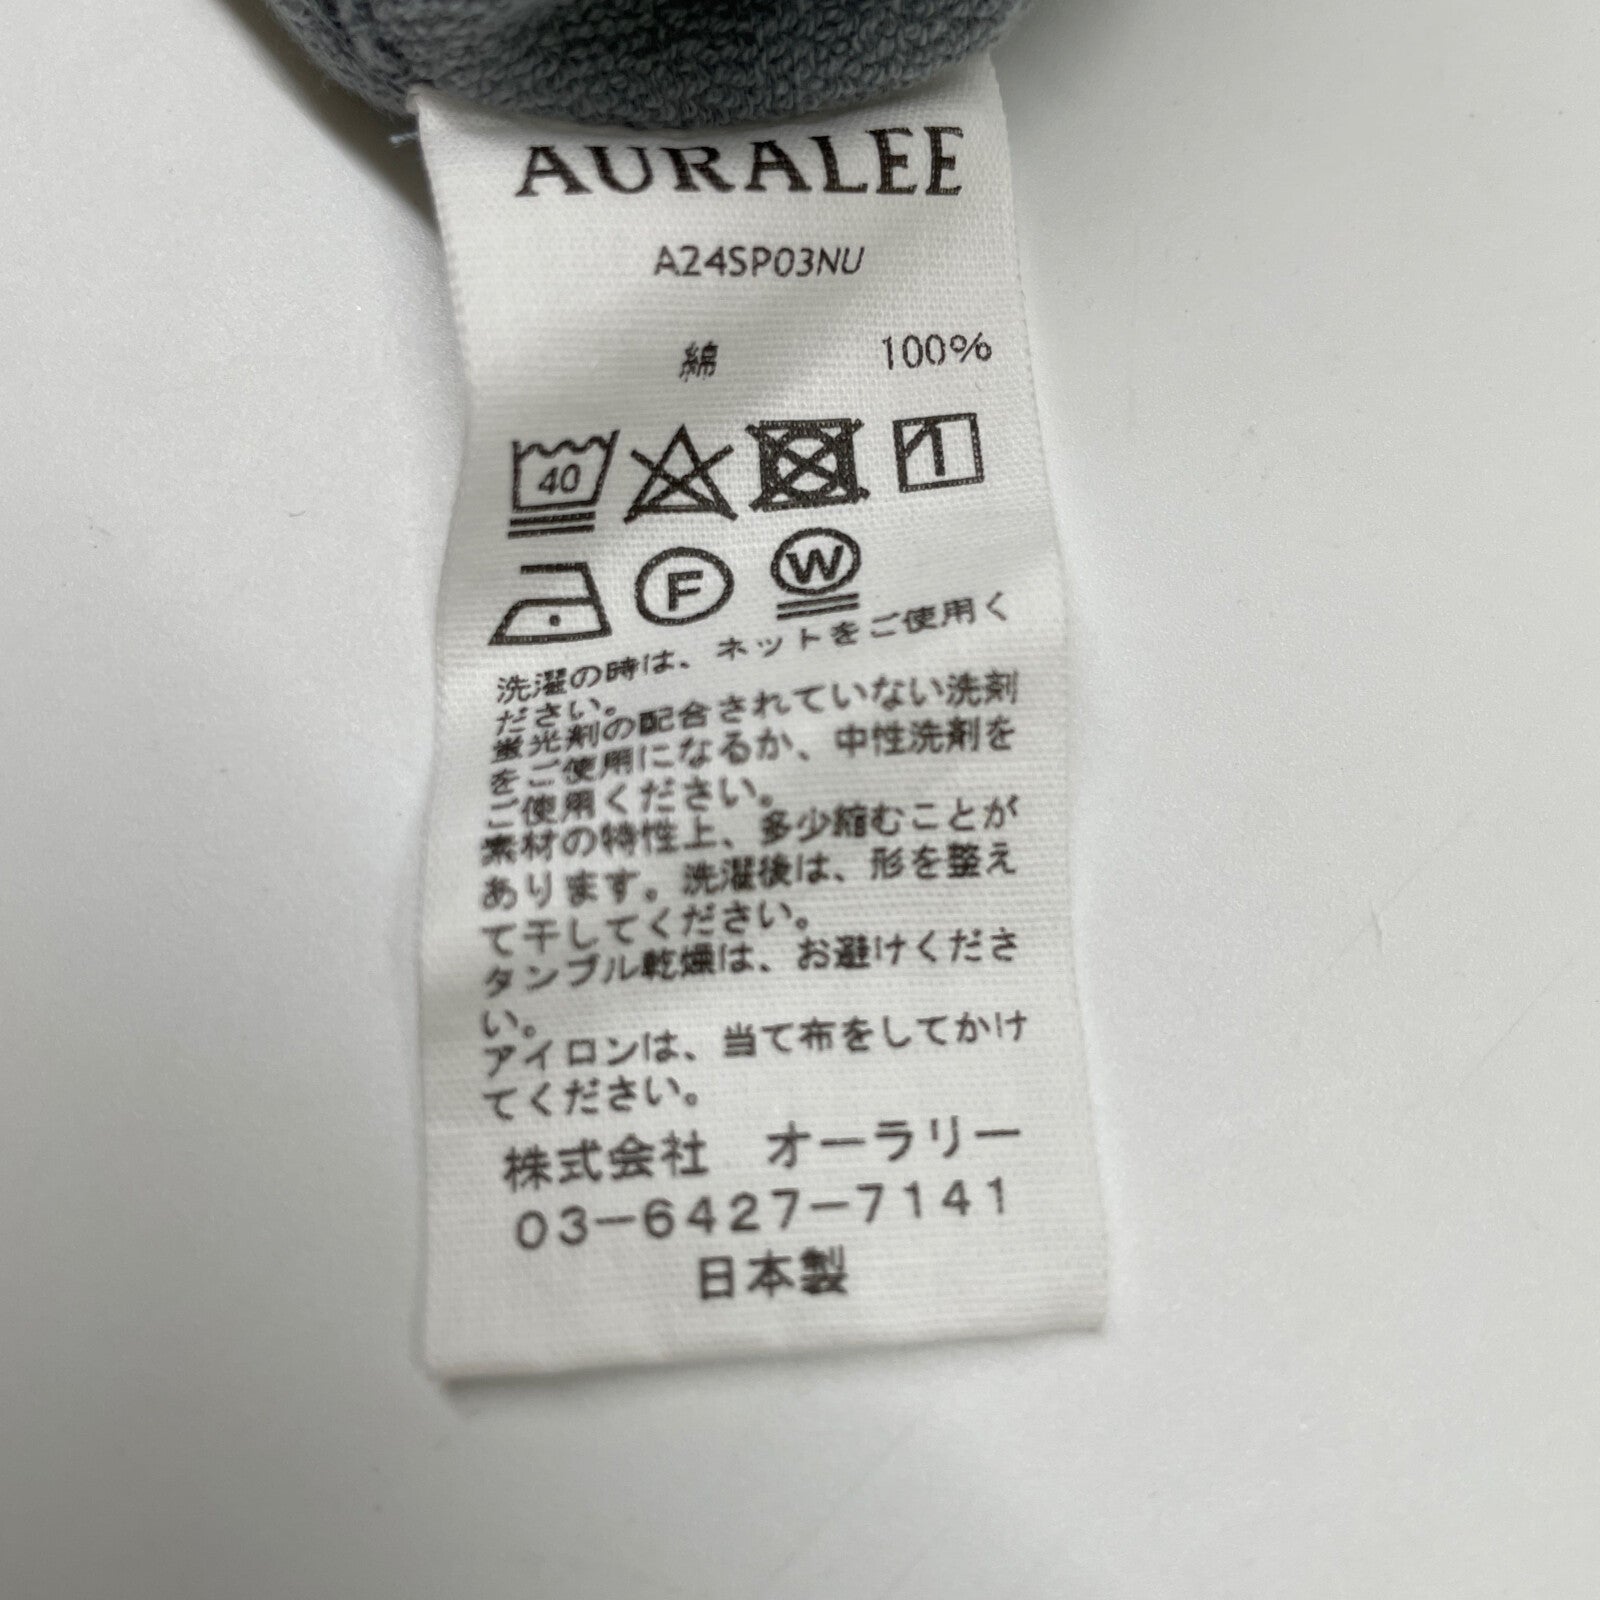 AURALEE
A24SP03NU
綿 100%
40
F W
洗濯の時は、ネットをご使用く
ださい。
蛍光剤の配合されていない洗剤
をご使用になるか、中性洗剤を
ご使用ください。
素材の特性上、多少縮むことが
あります。洗濯後は、形を整え
て干してください。
タンブル乾燥は、お避けくださ
い。
アイロンは、当て布をしてかけ
てください。
株式会社 オーラリー
03-6427-7141
日本製